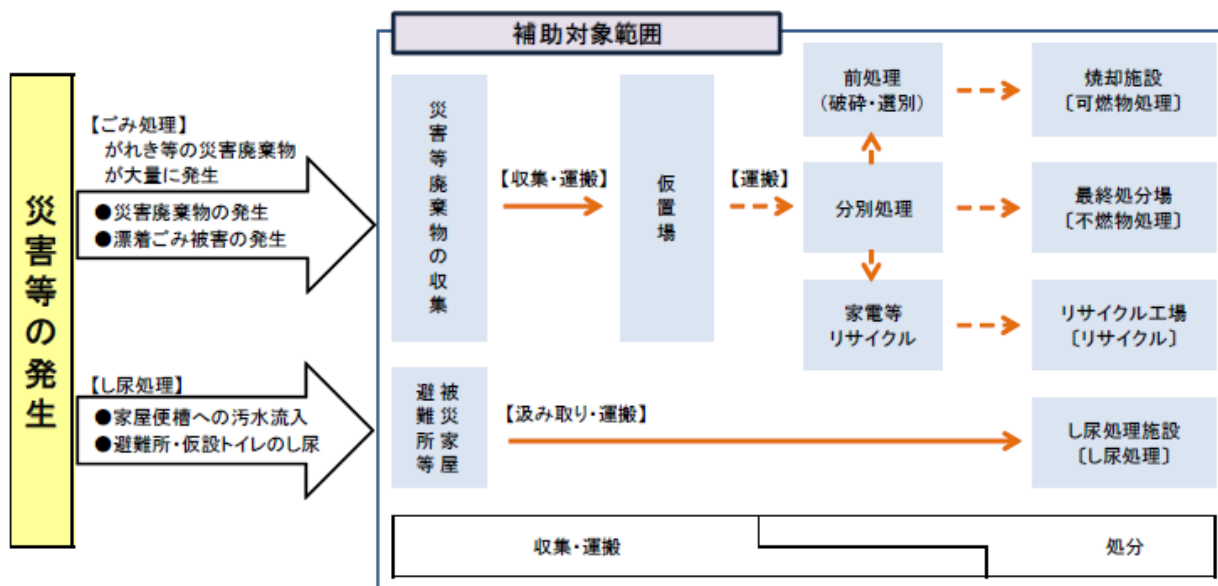 補助対象範囲
災害等の発生
【ごみ処理】
がれき等の災害廃棄物
が大量に発生
●災害廃棄物の発生
●漂着ごみ被害の発生
災害等廃棄物の収集
【収集・運搬】
仮置場
【運搬】
前処理
(破砕・選別)
分別処理
家電等
リサイクル
焼却施設
〔可燃物処理〕
最終処分場
〔不燃物処理〕
リサイクル工場
〔リサイクル〕
【し尿処理】
●家屋便槽への汚水流入
●避難所・仮設トイレのし尿
被災家屋
避難所等
【汲み取り・運搬】
し尿処理施設
〔し尿処理〕
収集・運搬
処分